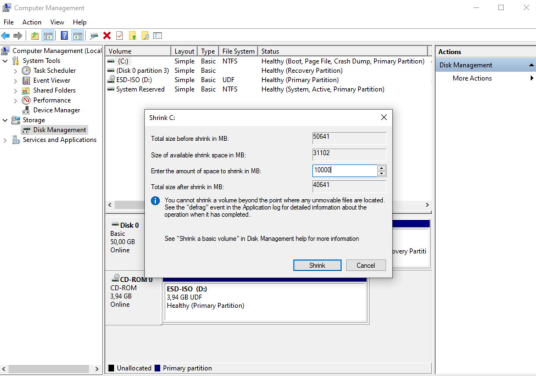 Computer Management
File Action View Help
Computer Management (Local
System Tools
Task Scheduler
Event Viewer
Shared Folders
Performance
Device Manager
Storage
Disk Management
Services and Applications
Volume Layout Type File System Status
(C:) Simple Basic NTFS Healthy (Boot, Page File, Crash Dump, Primary Partition)
(Disk 0 partition 3) Simple Basic Healthy (Recovery Partition)
ESD-ISO (D:) Simple Basic UDF Healthy (Primary Partition)
System Reserved Simple Basic NTFS Healthy (System, Active, Primary Partition)
Actions
Disk Management
More Actions
Shrink C:
Total size before shrink in MB: 50641
Size of available shrink space in MB: 31102
Enter the amount of space to shrink in MB: 10000
Total size after shrink in MB: 40641
You cannot shrink a volume beyond the point where any unmovable files are located.
See the "defrag" event in the Application log for detailed information about the
operation when it has completed.
See "Shrink a basic volume" in Disk Management help for more information
Shrink Cancel
Disk 0
Basic
50,00 GB
Online
overy Partiti
CD-ROM 0
CD-ROM
3,94 GB
Online
ESD-ISO (D:)
3,94 GB UDF
Healthy (Primary Partition)
Unallocated Primary partition